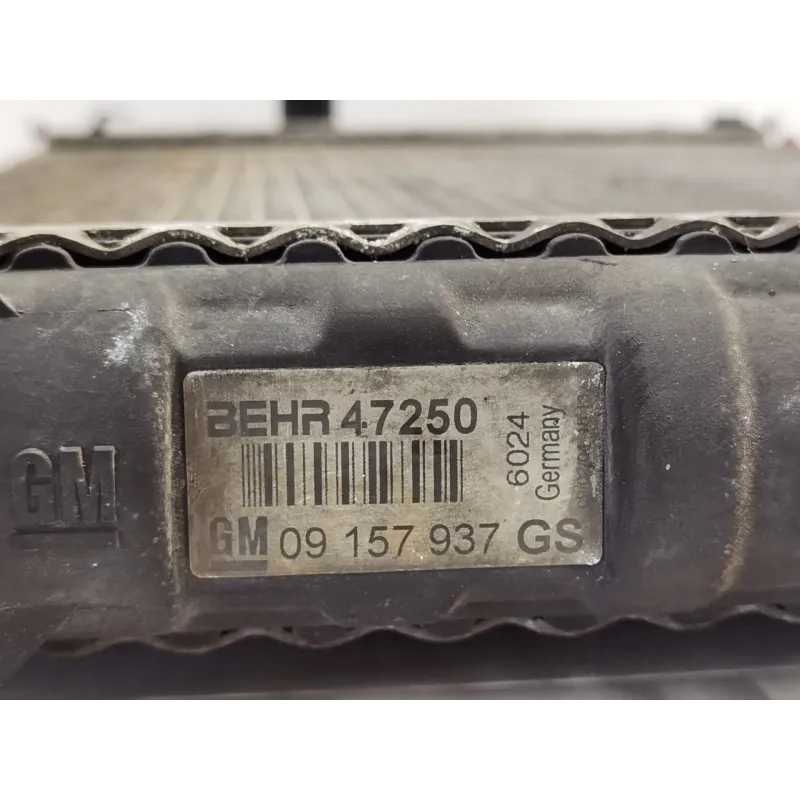 BEHR 47250
6024
Germany
GM
GM 09 157 937 GS